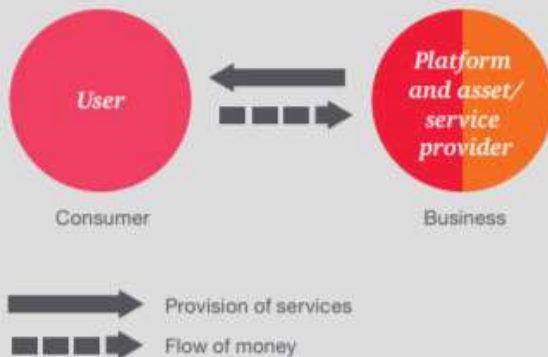 User
Platform
and asset/
service
provider
Consumer
Business
Provision of services
Flow of money